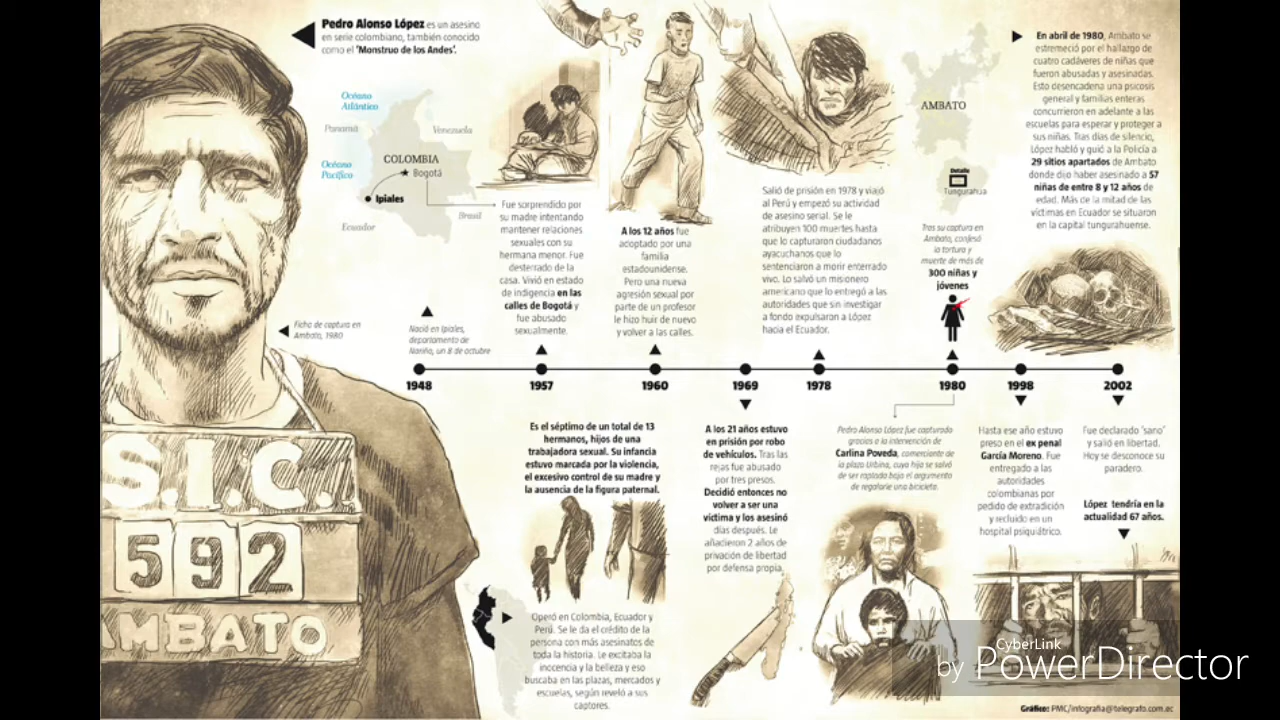 Pedro Alonso López es un asesino
en serie colombiano, también conocido
como el 'Monstruo de los Andes'.
Océano
Atlántico
Panamá
Venezuela
Océano
Pacífico
COLOMBIA
Bogotá
Ipiales
Brasil
Ecuador
Ficha de captura en
Ambato, 1980
S.I.C.
592
AMBATO
Nació en Ipiales,
departamento de
Nariño, un 8 de octubre
1948
Fue sorprendido por
su madre intentando
mantener relaciones
sexuales con su
hermana menor. Fue
desterrado de la
casa. Vivió en estado
de indigencia en las
calles de Bogotá y
fue abusado
sexualmente.
1957
Es el séptimo de un total de 13
hermanos, hijos de una
trabajadora sexual. Su infancia
estuvo marcada por la violencia,
el excesivo control de su madre y
la ausencia de la figura paternal.
Operó en Colombia, Ecuador y
Perú. Se le da el crédito de la
persona con más asesinatos de
toda la historia. Le excitaba la
inocencia y la belleza y eso
buscaba en las plazas, mercados y
escuelas, según reveló a sus
captores.
A los 12 años fue
adoptado por una
familia
estadounidense.
Pero una nueva
agresión sexual por
parte de un profesor
le hizo huir de nuevo
y volver a las calles.
1960
1969
A los 21 años estuvo
en prisión por robo
de vehículos. Tras las
rejas fue abusado
por tres presos.
Decidió entonces no
volver a ser una
víctima y los asesinó
días después. Le
añadieron 2 años de
privación de libertad
por defensa propia.
Salió de prisión en 1978 y viajó
al Perú y empezó su actividad
de asesino serial. Se le
atribuyen 100 muertes hasta
que lo capturaron ciudadanos
ayacuchanos que lo
sentenciaron a morir enterrado
vivo. Lo salvó un misionero
americano que lo entregó a las
autoridades que sin investigar
a fondo expulsaron a López
hacia el Ecuador.
1978
AMBATO
Detalle
Tungurahua
Tras su captura en
Ambato, confesó
la tortura y
muerte de más de
300 niñas y
jóvenes
1980
Pedro Alonso López fue capturado
gracias a la intervención de
Carlina Poveda, comerciante de
la plaza Urbina, cuya hija se salvó
de ser raptada bajo el argumento
de regalarle una bicicleta.
En abril de 1980, Ambato se
estremeció por el hallazgo de
cuatro cadáveres de niñas que
fueron abusadas y asesinadas.
Esto desencadena una psicosis
general y familias enteras
concurrieron en adelante a las
escuelas para esperar y proteger a
sus niñas. Tras días de silencio,
López habló y guió a la Policía a
29 sitios apartados de Ambato
donde dijo haber asesinado a 57
niñas de entre 8 y 12 años de
edad. Más de la mitad de las
víctimas en Ecuador se situaron
en la capital tungurahuense.
1998
Hasta ese año estuvo
preso en el ex penal
García Moreno. Fue
entregado a las
autoridades
colombianas por
pedido de extradición
y recluido en un
hospital psiquiátrico.
2002
Fue declarado 'sano'
y salió en libertad.
Hoy se desconoce su
paradero.
López tendría en la
actualidad 67 años.
CyberLink
by PowerDirector
Gráfico: PMC/infografia@telegrafo.com.ec